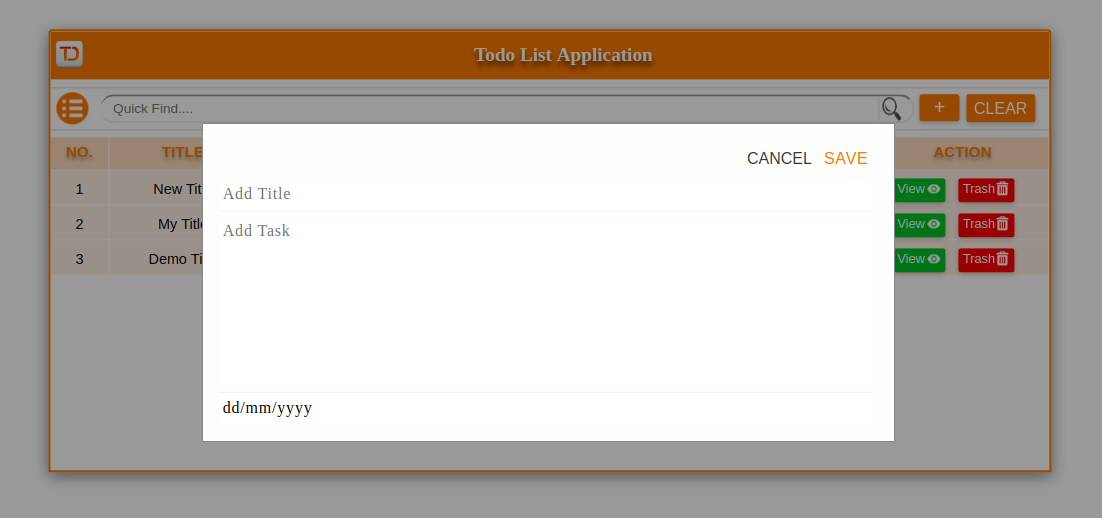 TD
Todo List Application
Quick Find....
+
CLEAR
NO.
TITLE
ACTION
CANCEL
SAVE
Add Title
Add Task
dd/mm/yyyy
1
New Tit
View
Trash
2
My Title
View
Trash
3
Demo Ti
View
Trash